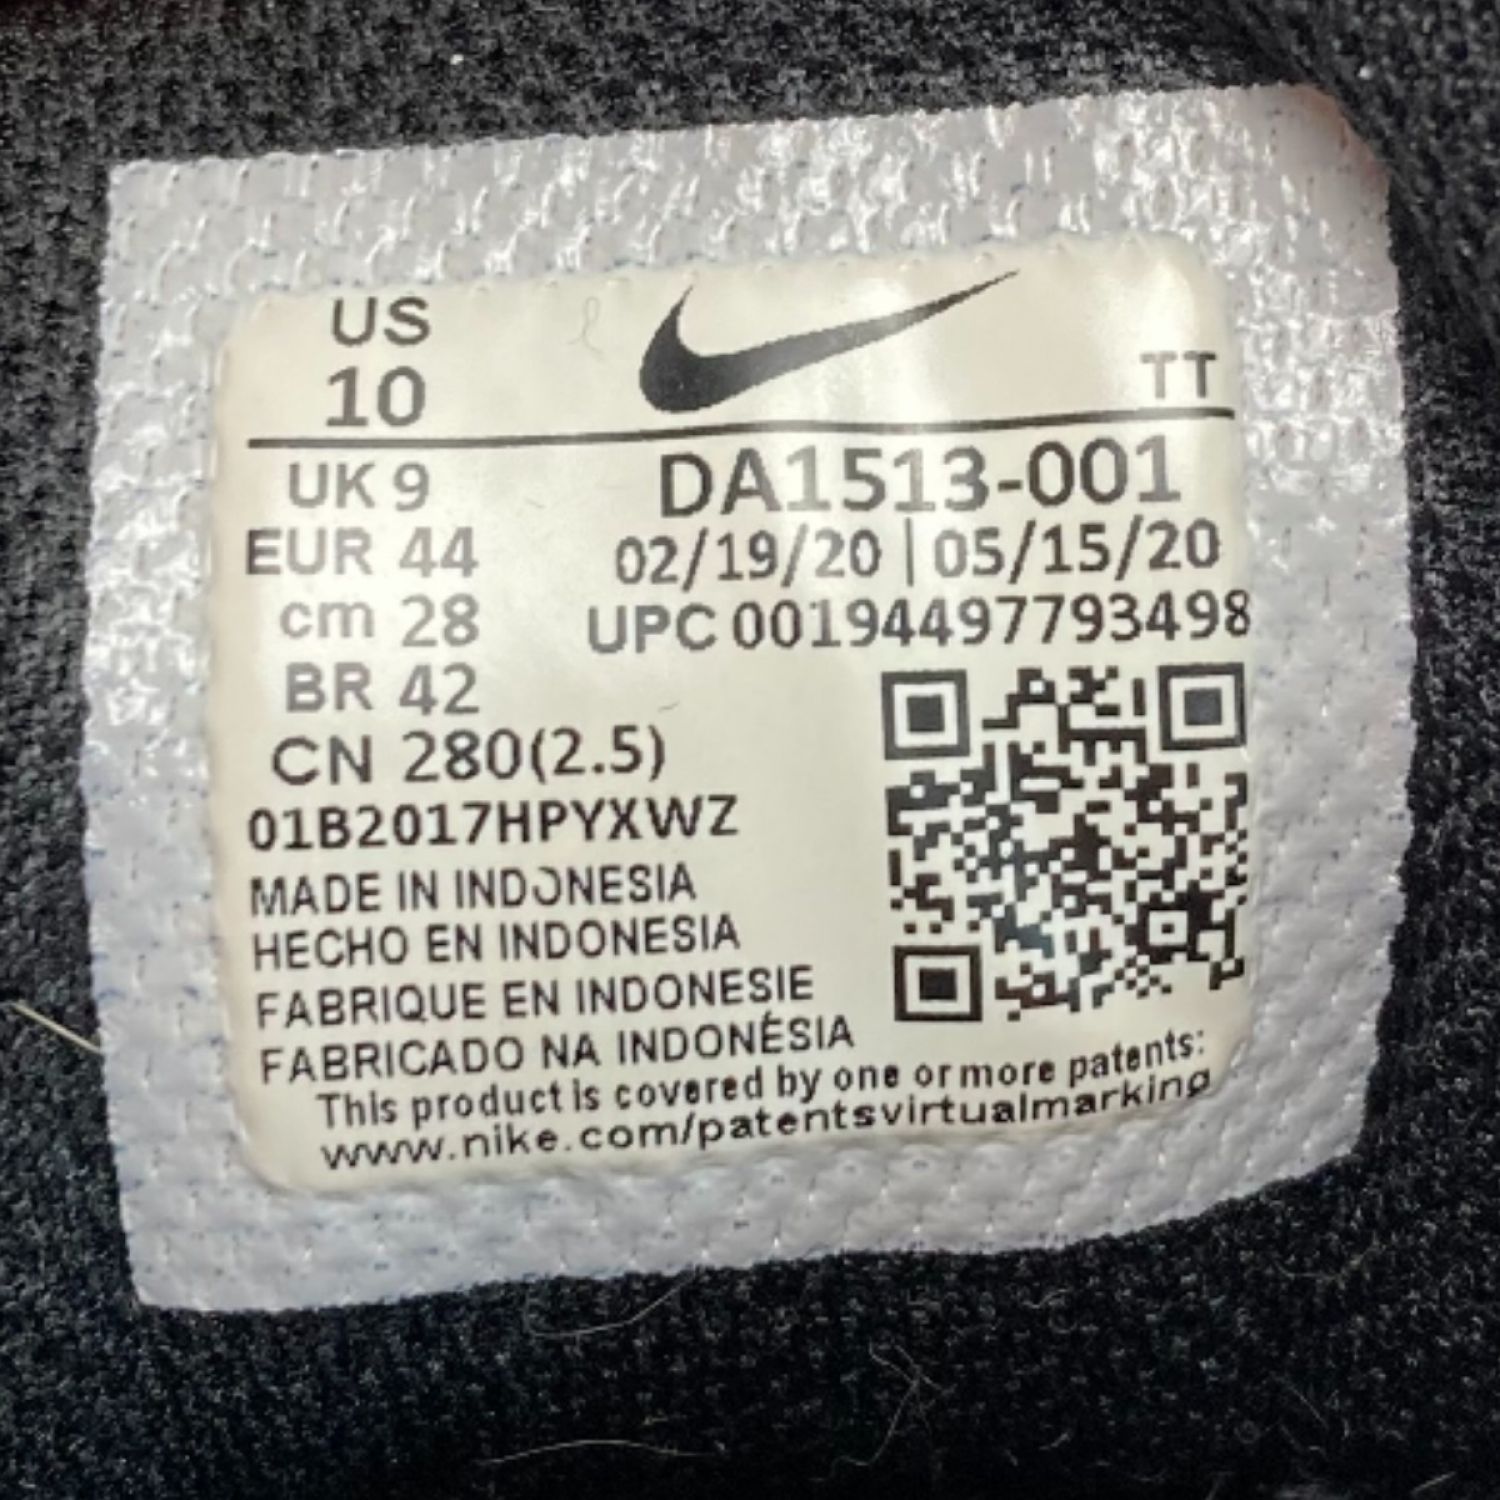 US
10
TT
UK 9
DA1513-001
EUR 44
02/19/20 | 05/15/20
cm 28
UPC 00194497793498
BR 42
CN 280(2.5)
01B2017HPYXWZ
MADE IN INDONESIA
HECHO EN INDONESIA
FABRIQUE EN INDONESIE
FABRICADO NA INDONÉSIA
This product is covered by one or more patents:
www.nike.com/patentsvirtualmarking